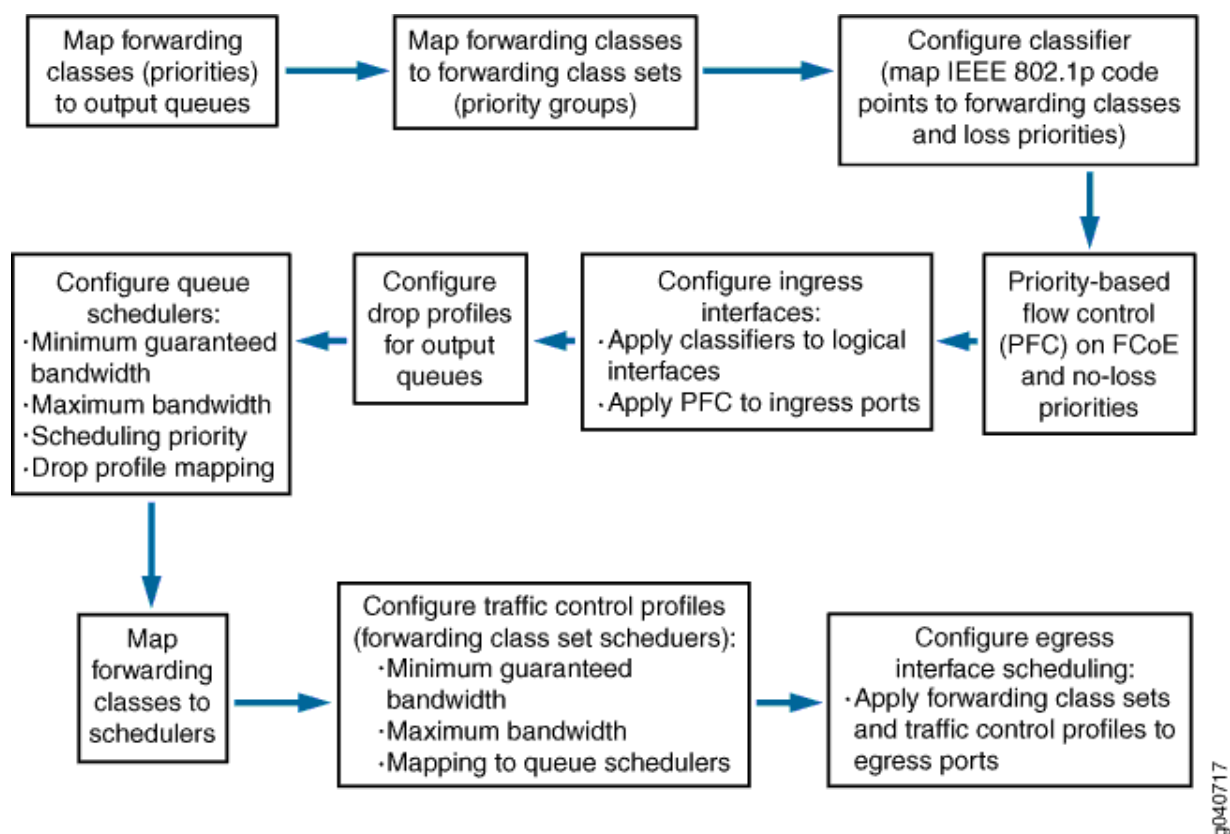 Map forwarding
classes (priorities)
to output queues
Map forwarding classes
to forwarding class sets
(priority groups)
Configure classifier
(map IEEE 802.1p code
points to forwarding classes
and loss priorities)
Priority-based
flow control
(PFC) on FCoE
and no-loss
priorities
Configure ingress
interfaces:
·Apply classifiers to logical
interfaces
·Apply PFC to ingress ports
Configure
drop profiles
for output
queues
Configure queue
schedulers:
·Minimum guaranteed
bandwidth
·Maximum bandwidth
·Scheduling priority
·Drop profile mapping
Map
forwarding
classes to
schedulers
Configure traffic control profiles
(forwarding class set scheduers):
·Minimum guaranteed
bandwidth
·Maximum bandwidth
·Mapping to queue schedulers
Configure egress
interface scheduling:
·Apply forwarding class sets
and traffic control profiles to
egress ports
g040717